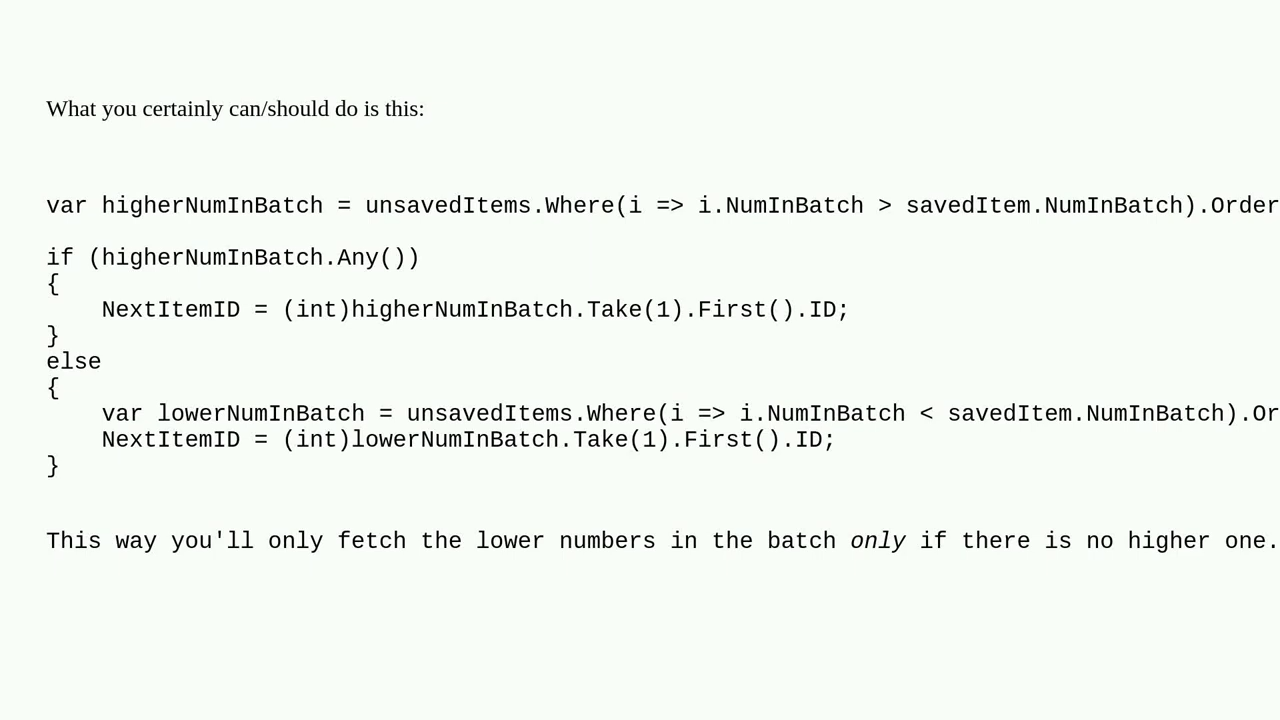 What you certainly can/should do is this:
var higherNumInBatch = unsavedItems.Where(i => i.NumInBatch > savedItem.NumInBatch).Order
if (higherNumInBatch.Any())
{
    NextItemID = (int)higherNumInBatch.Take(1).First().ID;
}
else
{
    var lowerNumInBatch = unsavedItems.Where(i => i.NumInBatch < savedItem.NumInBatch).Or
    NextItemID = (int)lowerNumInBatch.Take(1).First().ID;
}
This way you'll only fetch the lower numbers in the batch only if there is no higher one.